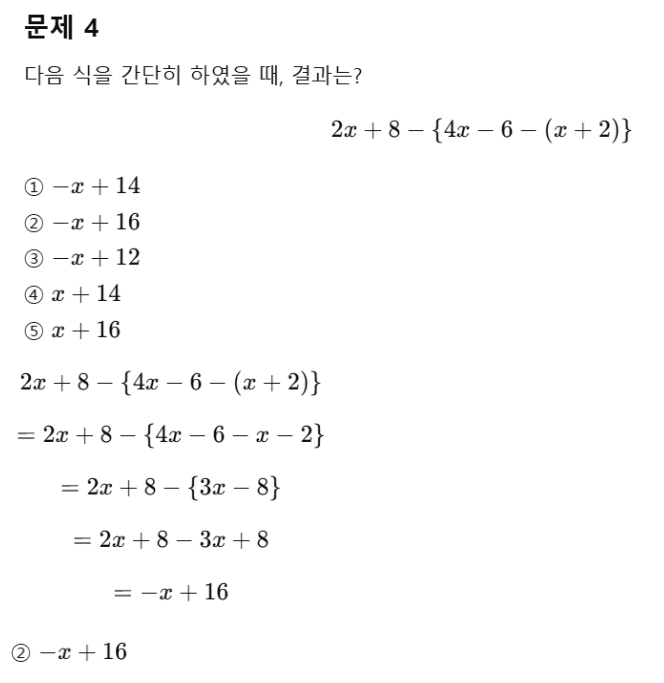 문제 4
다음 식을 간단히 하였을 때, 결과는?
2x + 8 − {4x − 6 − (x + 2)}
① −x + 14
② −x + 16
③ −x + 12
④ x + 14
⑤ x + 16
2x + 8 − {4x − 6 − (x + 2)}
= 2x + 8 − {4x − 6 − x − 2}
= 2x + 8 − {3x − 8}
= 2x + 8 − 3x + 8
= −x + 16
② −x + 16